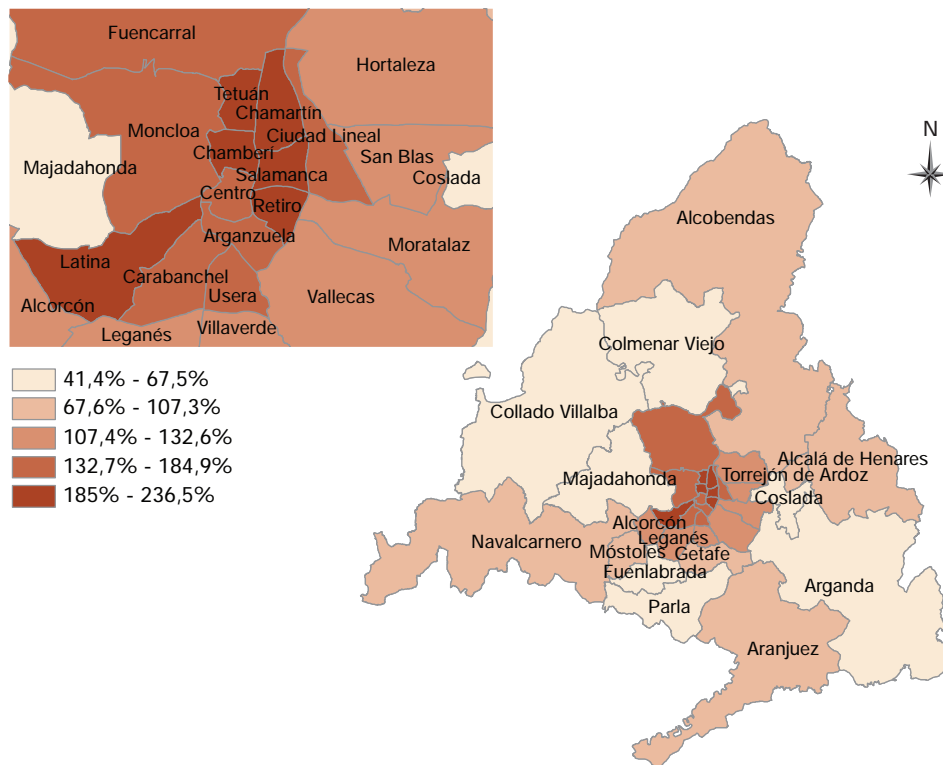 Fuencarral
Hortaleza
Tetuán
Chamartín
Moncloa
Ciudad Lineal
Chamberí
San Blas
Majadahonda
Salamanca
Coslada
Centro
Retiro
Arganzuela
Moratalaz
Latina
Carabanchel
Usera
Vallecas
Alcorcón
Villaverde
Leganés
41,4% - 67,5%
67,6% - 107,3%
107,4% - 132,6%
132,7% - 184,9%
185% - 236,5%
N
Alcobendas
Colmenar Viejo
Collado Villalba
Alcalá de Henares
Majadahonda
Torrejón de Ardoz
Coslada
Alcorcón
Navalcarnero
Leganés
Móstoles
Getafe
Fuenlabrada
Arganda
Parla
Aranjuez